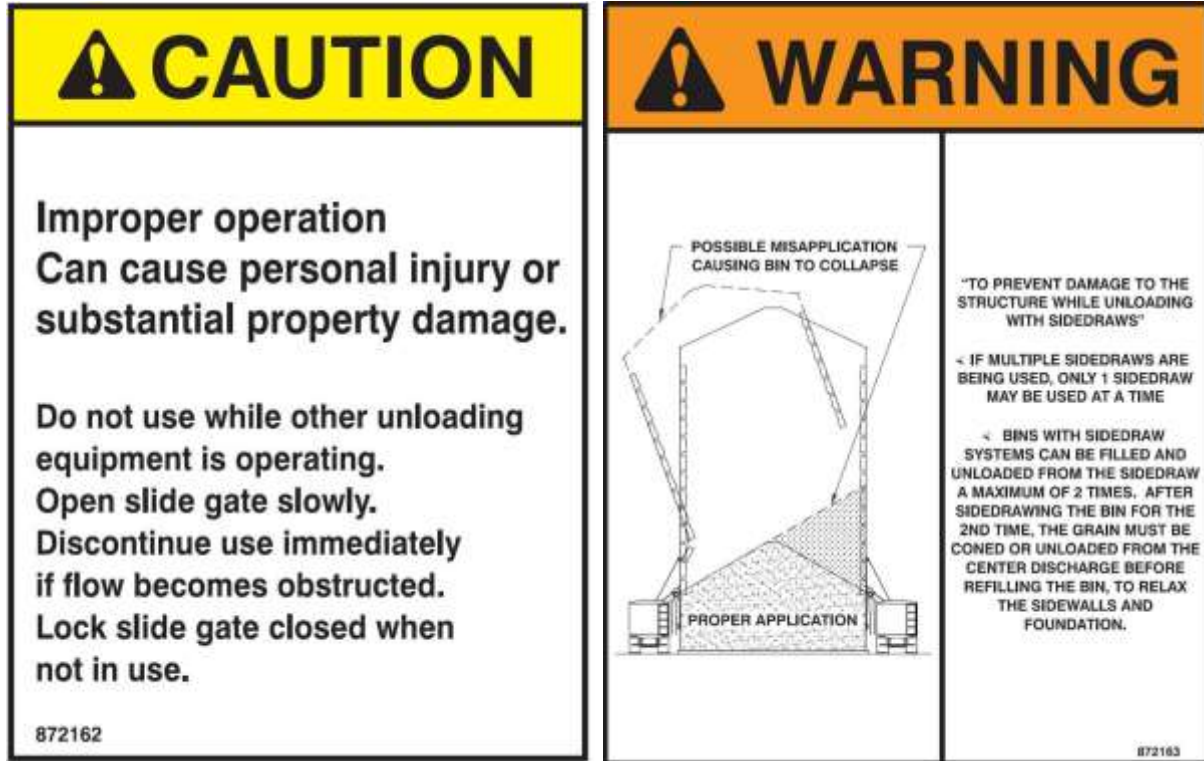 CAUTION
Improper operation
Can cause personal injury or
substantial property damage.
Do not use while other unloading
equipment is operating.
Open slide gate slowly.
Discontinue use immediately
if flow becomes obstructed.
Lock slide gate closed when
not in use.
872162
WARNING
POSSIBLE MISAPPLICATION
CAUSING BIN TO COLLAPSE
PROPER APPLICATION
"TO PREVENT DAMAGE TO THE
STRUCTURE WHILE UNLOADING
WITH SIDEDRAWS"
< IF MULTIPLE SIDEDRAWS ARE
BEING USED, ONLY 1 SIDEDRAW
MAY BE USED AT A TIME
< BINS WITH SIDEDRAW
SYSTEMS CAN BE FILLED AND
UNLOADED FROM THE SIDEDRAW
A MAXIMUM OF 2 TIMES. AFTER
SIDEDRAWING THE BIN FOR THE
2ND TIME, THE GRAIN MUST BE
CONED OR UNLOADED FROM THE
CENTER DISCHARGE BEFORE
REFILLING THE BIN, TO RELAX
THE SIDEWALLS AND
FOUNDATION.
872163